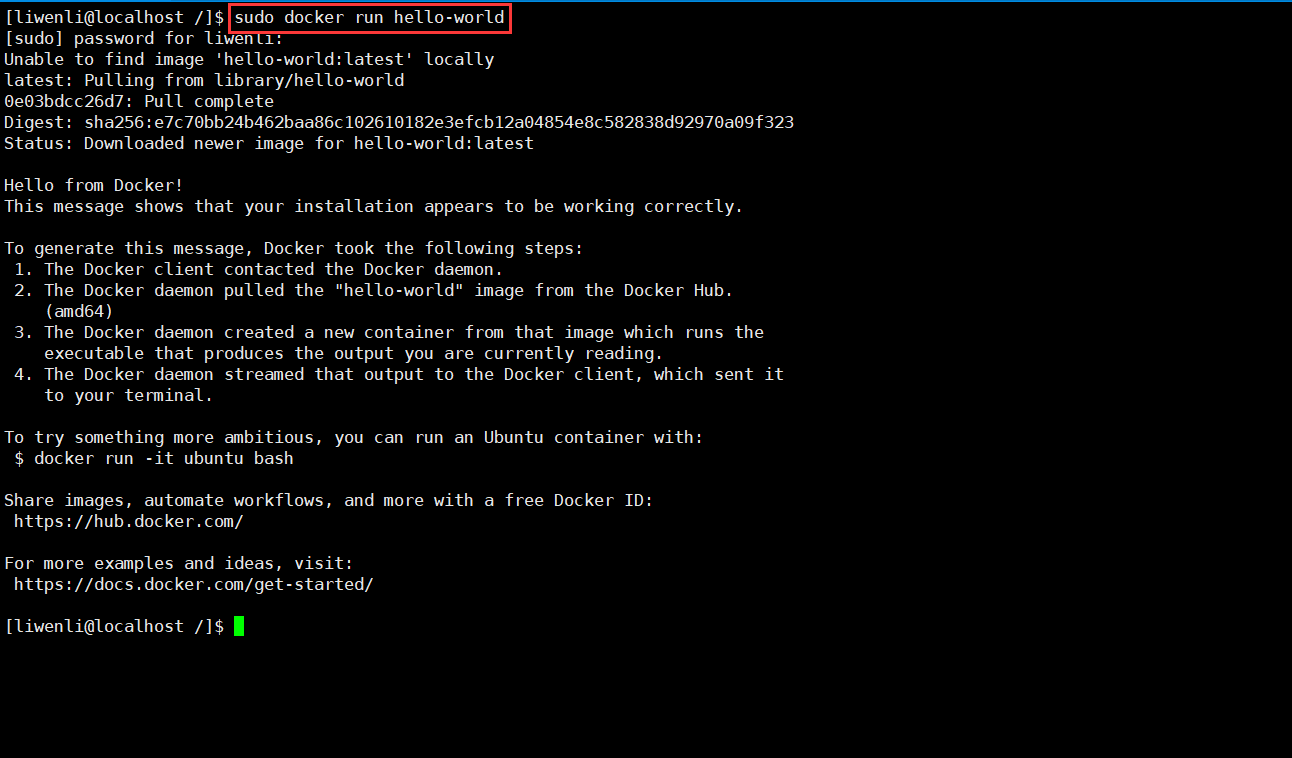 [liwenli@localhost /]$ sudo docker run hello-world
[sudo] password for liwenli:
Unable to find image 'hello-world:latest' locally
latest: Pulling from library/hello-world
0e03bdcc26d7: Pull complete
Digest: sha256:e7c70bb24b462baa86c102610182e3efcb12a04854e8c582838d92970a09f323
Status: Downloaded newer image for hello-world:latest

Hello from Docker!
This message shows that your installation appears to be working correctly.

To generate this message, Docker took the following steps:
 1. The Docker client contacted the Docker daemon.
 2. The Docker daemon pulled the "hello-world" image from the Docker Hub.
    (amd64)
 3. The Docker daemon created a new container from that image which runs the
    executable that produces the output you are currently reading.
 4. The Docker daemon streamed that output to the Docker client, which sent it
    to your terminal.

To try something more ambitious, you can run an Ubuntu container with:
 $ docker run -it ubuntu bash

Share images, automate workflows, and more with a free Docker ID:
 https://hub.docker.com/

For more examples and ideas, visit:
 https://docs.docker.com/get-started/

[liwenli@localhost /]$